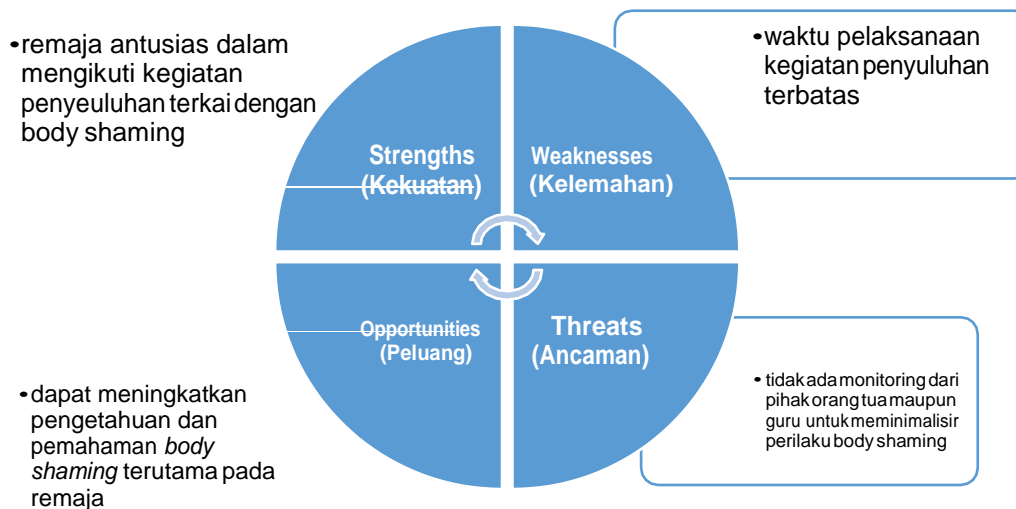 •remaja antusias dalam
mengikuti kegiatan
penyeuluhan terkai dengan
body shaming
Strengths
(Kekuatan)
Weaknesses
(Kelemahan)
•waktu pelaksanaan
kegiatan penyuluhan
terbatas
•dapat meningkatkan
pengetahuan dan
pemahaman body
shaming terutama pada
remaja
Opportunities
(Peluang)
Threats
(Ancaman)
•tidak ada monitoring dari
pihak orang tua maupun
guru untuk meminimalisir
perilaku body shaming